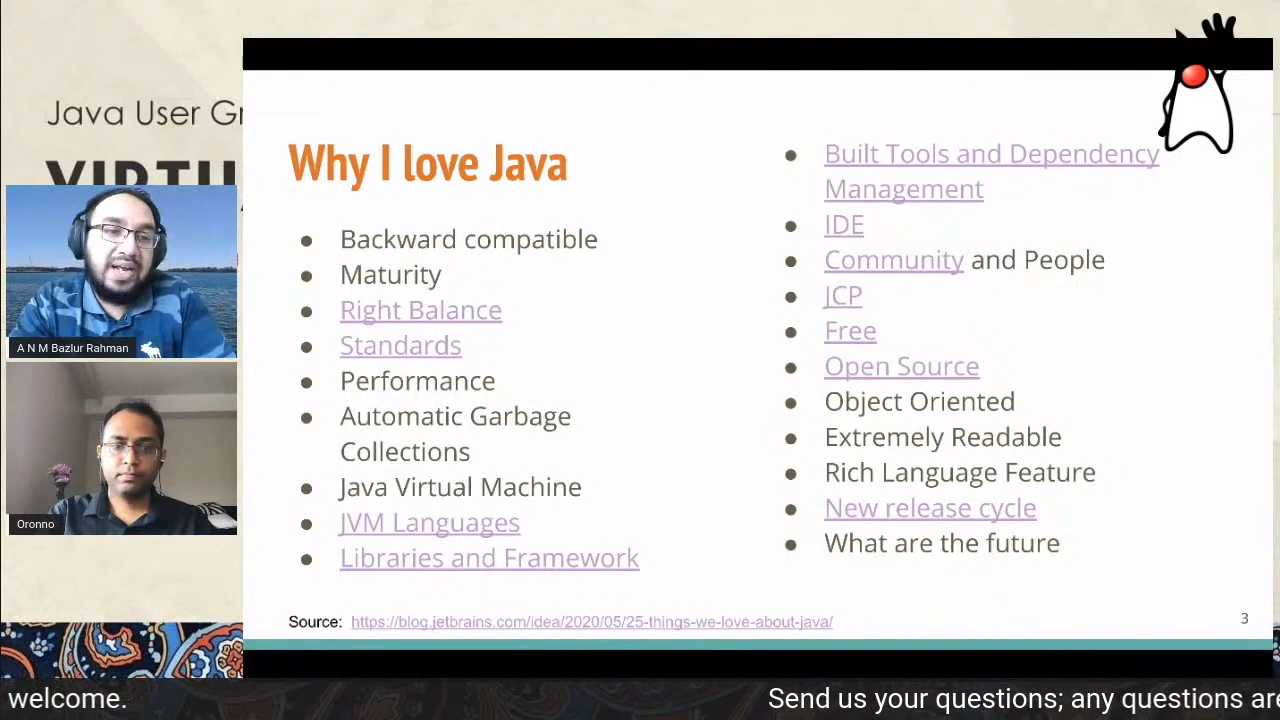 Java User Gr
VIRTU
A N M Bazlur Rahman
Oronno
Why I love Java
Backward compatible
Maturity
Right Balance
Standards
Performance
Automatic Garbage
Collections
Java Virtual Machine
JVM Languages
Libraries and Framework
Built Tools and Dependency
Management
IDE
Community and People
JCP
Free
Open Source
Object Oriented
Extremely Readable
Rich Language Feature
New release cycle
What are the future
Source: https://blog.jetbrains.com/idea/2020/05/25-things-we-love-about-java/
3
welcome.
Send us your questions; any questions are